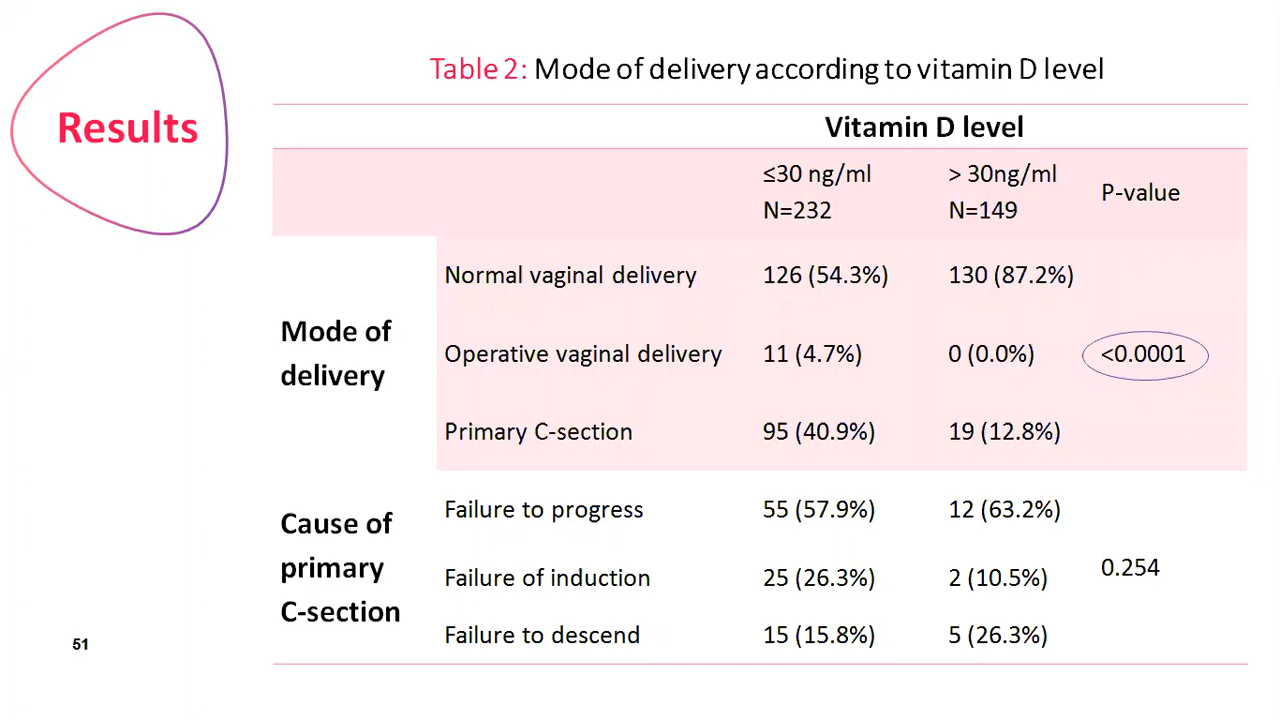 Results
Table 2: Mode of delivery according to vitamin D level
Vitamin D level
≤30 ng/ml > 30ng/ml P-value
N=232 N=149
Mode of delivery
Normal vaginal delivery 126 (54.3%) 130 (87.2%)
Operative vaginal delivery 11 (4.7%) 0 (0.0%) <0.0001
Primary C-section 95 (40.9%) 19 (12.8%)
Cause of primary C-section
Failure to progress 55 (57.9%) 12 (63.2%)
Failure of induction 25 (26.3%) 2 (10.5%) 0.254
Failure to descend 15 (15.8%) 5 (26.3%)
51